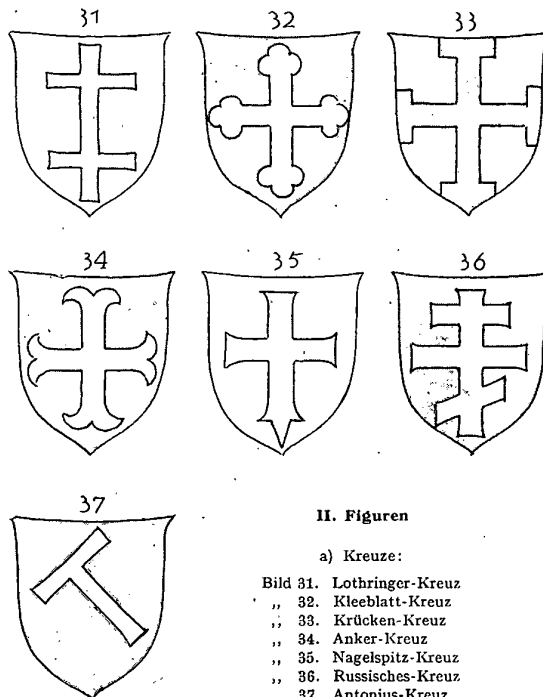 31 32 33
34 35 36
37
II. Figuren
a) Kreuze:
Bild 31. Lothringer-Kreuz
,, 32. Kleeblatt-Kreuz
,, 33. Krücken-Kreuz
,, 34. Anker-Kreuz
,, 35. Nagelspitz-Kreuz
,, 36. Russisches-Kreuz
37. Antonius-Kreuz